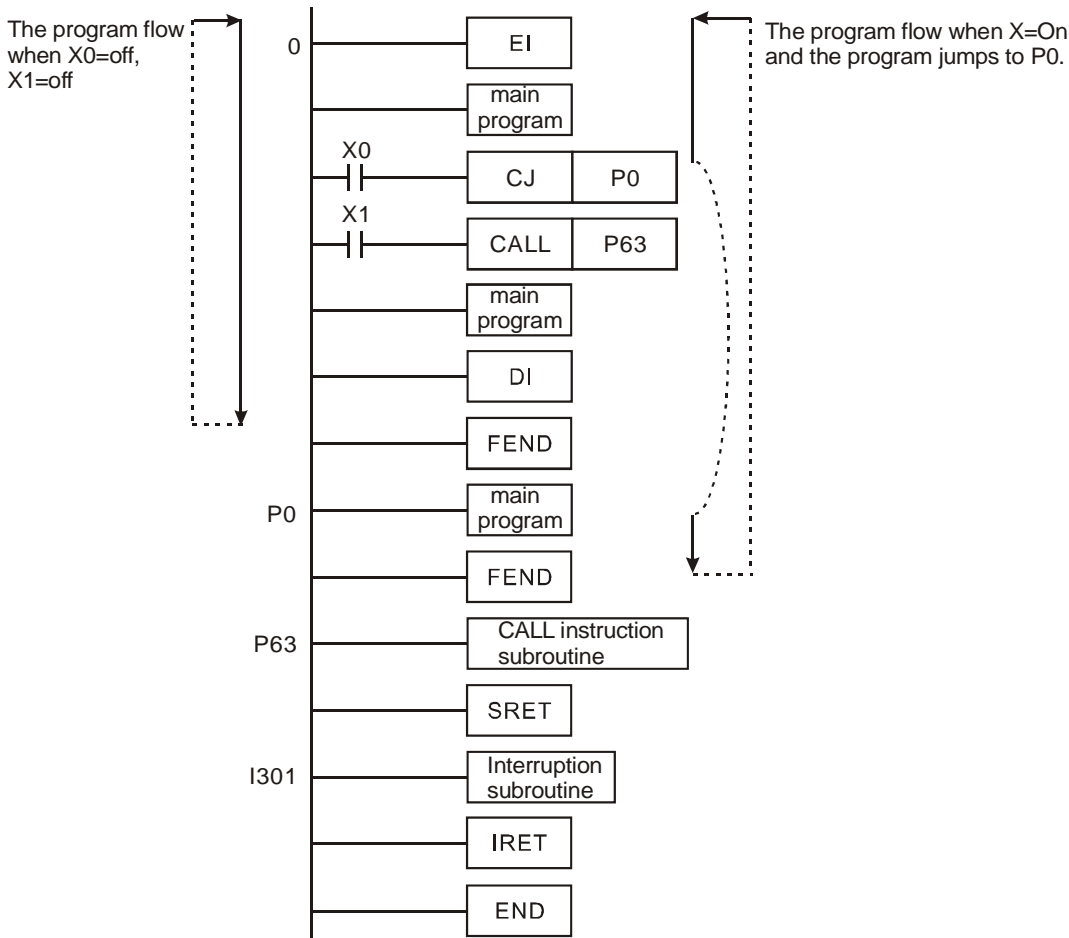 The program flow
when X0=off,
X1=off
The program flow when X=On
and the program jumps to P0.
0
EI
main
program
X0
CJ P0
X1
CALL P63
main
program
DI
FEND
P0
main
program
FEND
P63
CALL instruction
subroutine
SRET
I301
Interruption
subroutine
IRET
END